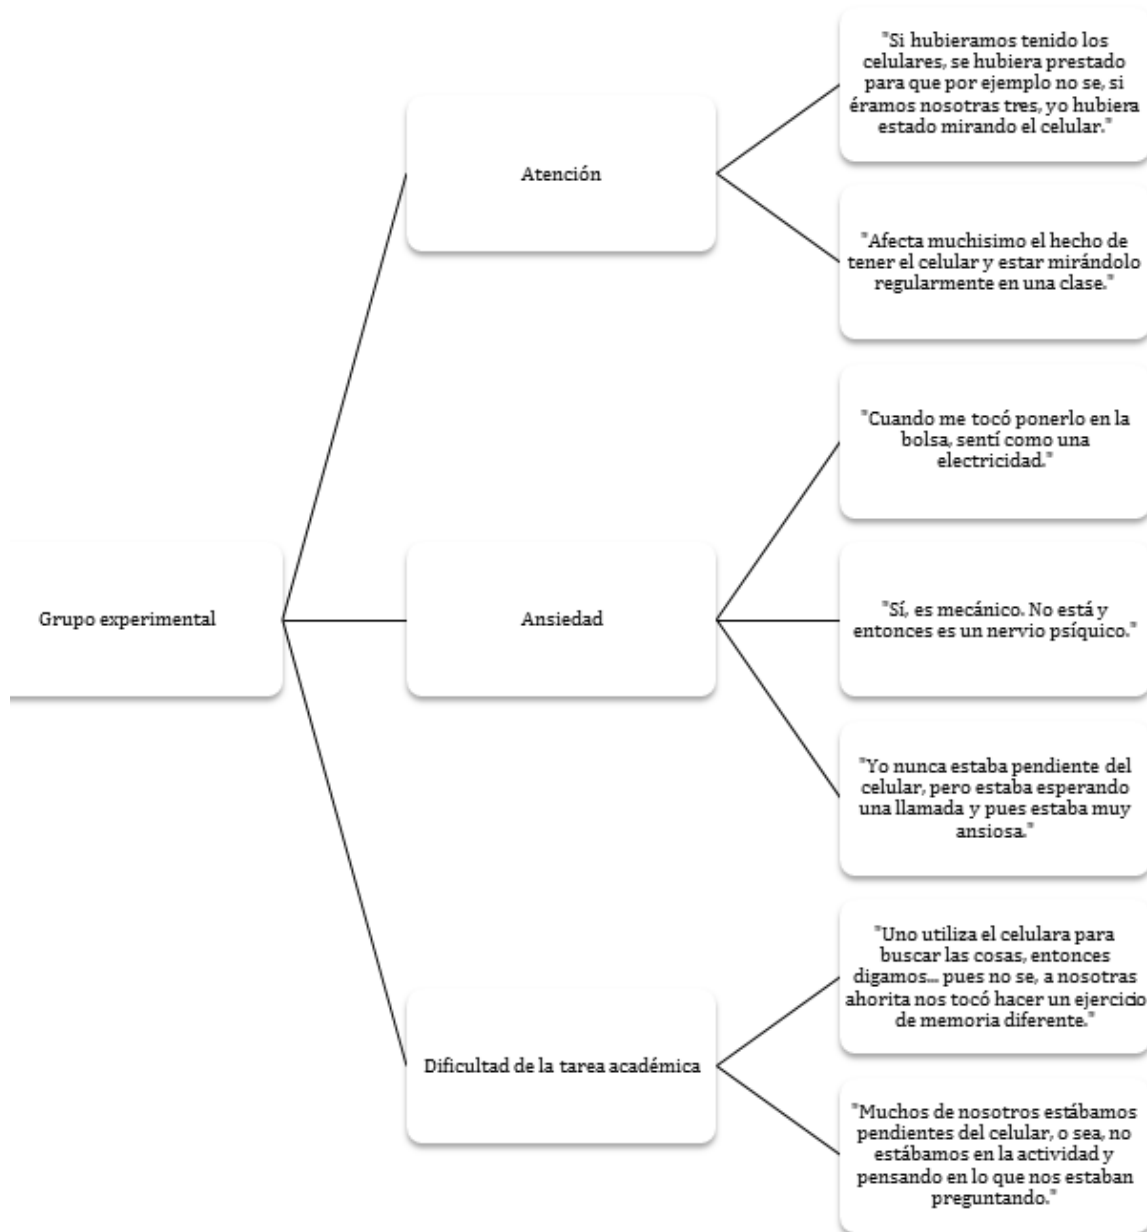 "Si hubieramos tenido los
celulares, se hubiera prestado
para que por ejemplo no se, si
éramos nosotras tres, yo hubiera
estado mirando el celular."
Atención
"Afecta muchisimo el hecho de
tener el celular y estar mirándolo
regularmente en una clase."
"Cuando me tocó ponerlo en la
bolsa, sentí como una
electricidad."
Grupo experimental
Ansiedad
"Sí, es mecánico. No está y
entonces es un nervio psíquico."
"Yo nunca estaba pendiente del
celular, pero estaba esperando
una llamada y pues estaba muy
ansiosa."
"Uno utiliza el celulara para
buscar las cosas, entonces
digamos... pues no se, a nosotras
ahorita nos tocó hacer un ejercicio
de memoria diferente."
Dificultad de la tarea académica
"Muchos de nosotros estábamos
pendientes del celular, o sea, no
estábamos en la actividad y
pensando en lo que nos estaban
preguntando."